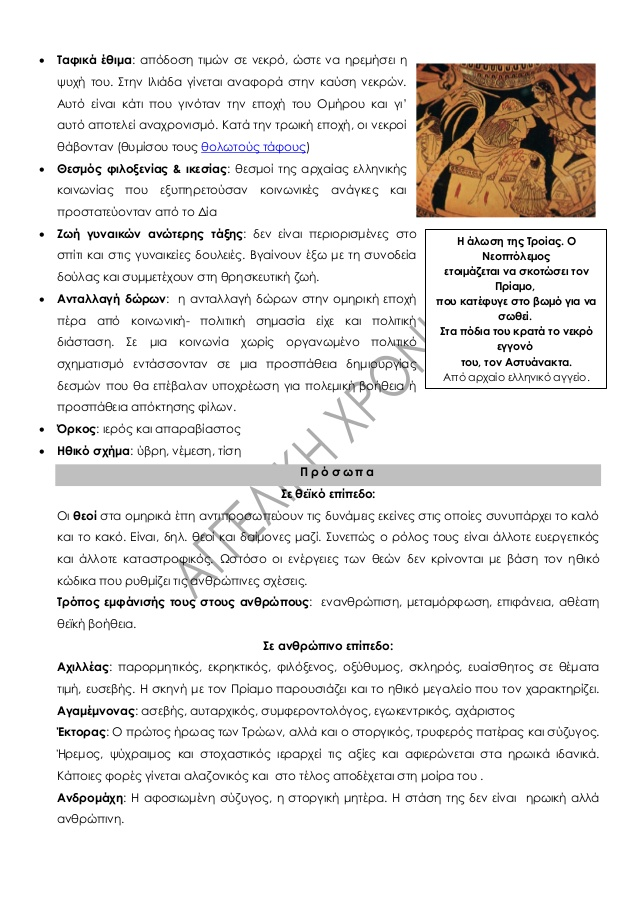 • Ταφικά έθιμα: απόδοση τιμών σε νεκρό, ώστε να ηρεμήσει η
ψυχή του. Στην Ιλιάδα γίνεται αναφορά στην καύση νεκρών.
Αυτό είναι κάτι που γινόταν την εποχή του Ομήρου και γι'
αυτό αποτελεί αναχρονισμό. Κατά την τρωική εποχή, οι νεκροί
θάβονταν (θυμίσου τους θολωτούς τάφους)
• Θεσμός φιλοξενίας & ικεσίας: θεσμοί της αρχαίας ελληνικής
κοινωνίας που εξυπηρετούσαν κοινωνικές ανάγκες και
προστατεύονταν από το Δία
• Ζωή γυναικών ανώτερης τάξης: δεν είναι περιορισμένες στο
σπίτι και στις γυναικείες δουλειές. Βγαίνουν έξω με τη συνοδεία
δούλας και συμμετέχουν στη θρησκευτική ζωή.
• Ανταλλαγή δώρων: η ανταλλαγή δώρων στην ομηρική εποχή
πέρα από κοινωνική- πολιτική σημασία είχε και πολιτική
διάσταση. Σε μια κοινωνία χωρίς οργανωμένο πολιτικό
σχηματισμό εντάσσονταν σε μια προσπάθεια δημιουργίας
δεσμών που θα επέβαλαν υποχρέωση για πολεμική βοήθεια ή
προσπάθεια απόκτησης φίλων.
• Όρκος: ιερός και απαραβίαστος
• Ηθικό σχήμα: ύβρη, νέμεση, τίση
Η άλωση της Τροίας. Ο
Νεοπτόλεμος
ετοιμάζεται να σκοτώσει τον
Πρίαμο,
που κατέφυγε στο βωμό για να
σωθεί.
Στα πόδια του κρατά το νεκρό
εγγονό
του, τον Αστυάνακτα.
Από αρχαίο ελληνικό αγγείο.
Πρόσωπα
Σε θεϊκό επίπεδο:
Οι θεοί στα ομηρικά έπη αντιπροσωπεύουν τις δυνάμεις εκείνες στις οποίες συνυπάρχει το καλό
και το κακό. Είναι, δηλ. θεοί και δαίμονες μαζί. Συνεπώς ο ρόλος τους είναι άλλοτε ευεργετικός
και άλλοτε καταστροφικός. Ωστόσο οι ενέργειες των θεών δεν κρίνονται με βάση τον ηθικό
κώδικα που ρυθμίζει τις ανθρώπινες σχέσεις.
Τρόπος εμφάνισής τους στους ανθρώπους: ενανθρώπιση, μεταμόρφωση, επιφάνεια, αθέατη
θεϊκή βοήθεια.
Σε ανθρώπινο επίπεδο:
Αχιλλέας: παρορμητικός, εκρηκτικός, φιλόξενος, οξύθυμος, σκληρός, ευαίσθητος σε θέματα
τιμή, ευσεβής. Η σκηνή με τον Πρίαμο παρουσιάζει και το ηθικό μεγαλείο που τον χαρακτηρίζει.
Αγαμέμνονας: ασεβής, αυταρχικός, συμφεροντολόγος, εγωκεντρικός, αχάριστος
Έκτορας: Ο πρώτος ήρωας των Τρώων, αλλά και ο στοργικός, τρυφερός πατέρας και σύζυγος.
Ήρεμος, ψύχραιμος και στοχαστικός ιεραρχεί τις αξίες και αφιερώνεται στα ηρωικά ιδανικά.
Κάποιες φορές γίνεται αλαζονικός και στο τέλος αποδέχεται στη μοίρα του .
Ανδρομάχη: Η αφοσιωμένη σύζυγος, η στοργική μητέρα. Η στάση της δεν είναι ηρωική αλλά
ανθρώπινη.
ΑΓΓΕΛΙΚΗ ΧΡΟΝ